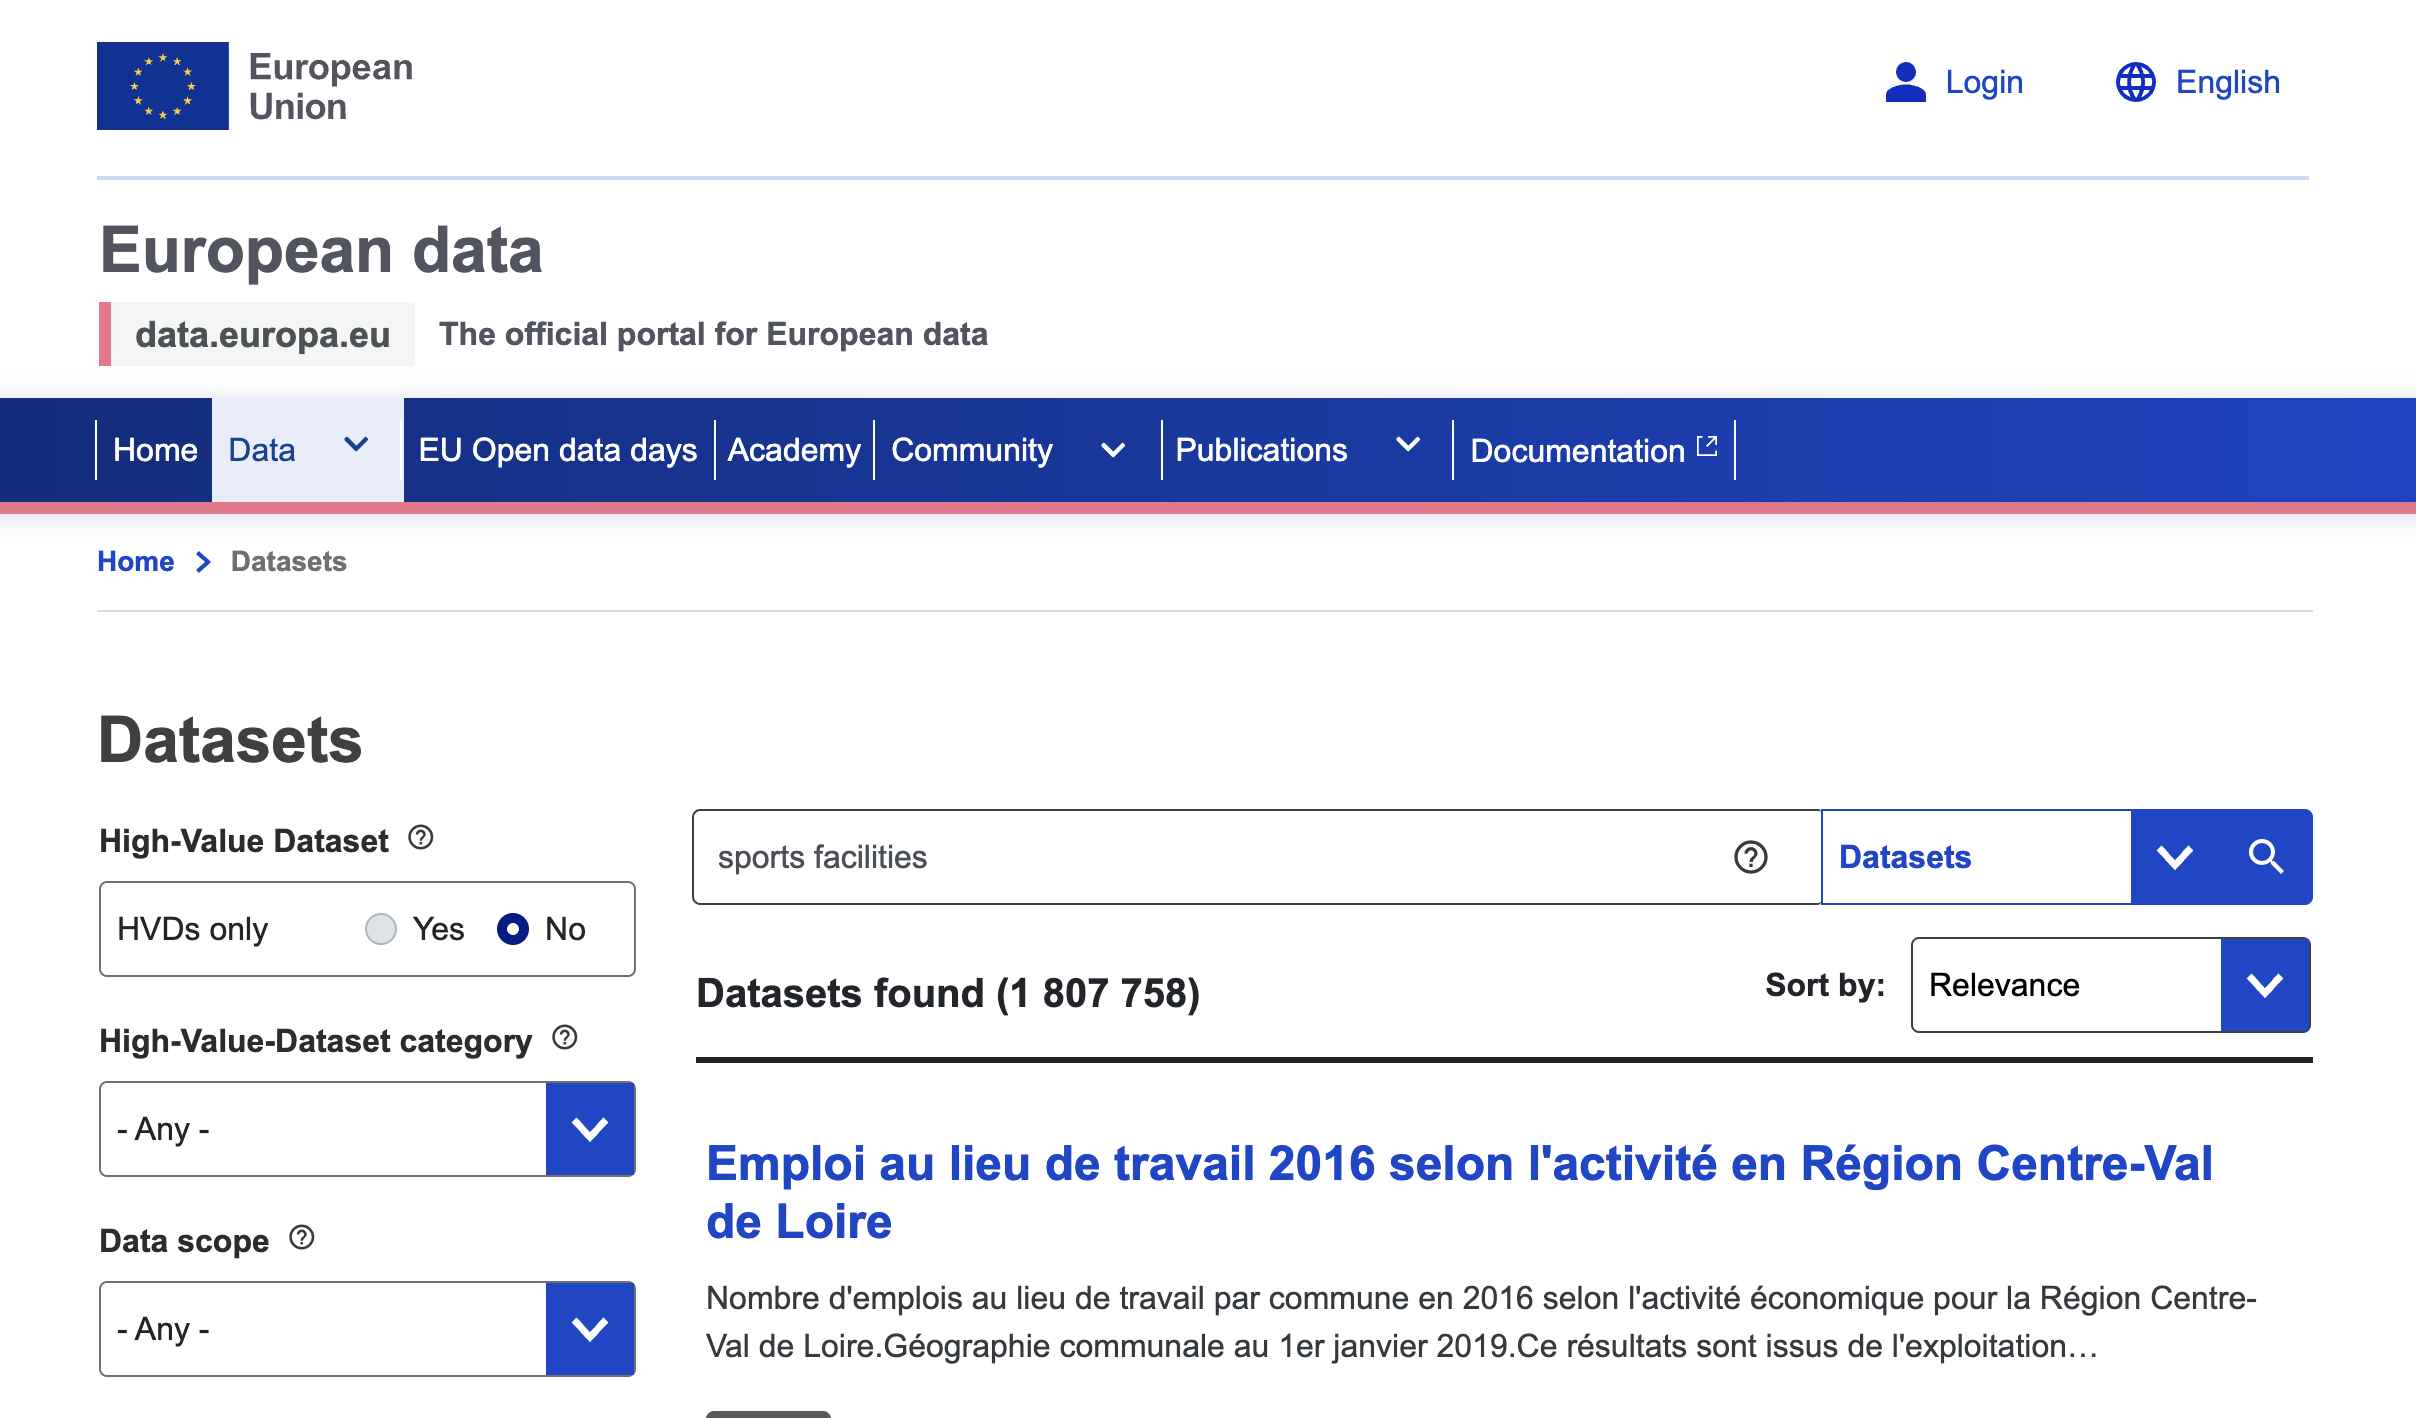 European
Union
Login
English
European data
data.europa.eu
The official portal for European data
Home
Data
EU Open data days
Academy
Community
Publications
Documentation
Home
Datasets
Datasets
High-Value Dataset
HVDs only
Yes
No
High-Value-Dataset category
- Any -
Data scope
- Any -
sports facilities
Datasets
Datasets found (1 807 758)
Sort by:
Relevance
Emploi au lieu de travail 2016 selon l'activité en Région Centre-Val
de Loire
Nombre d'emplois au lieu de travail par commune en 2016 selon l'activité économique pour la Région Centre-
Val de Loire.Géographie communale au 1er janvier 2019.Ce résultats sont issus de l'exploitation…